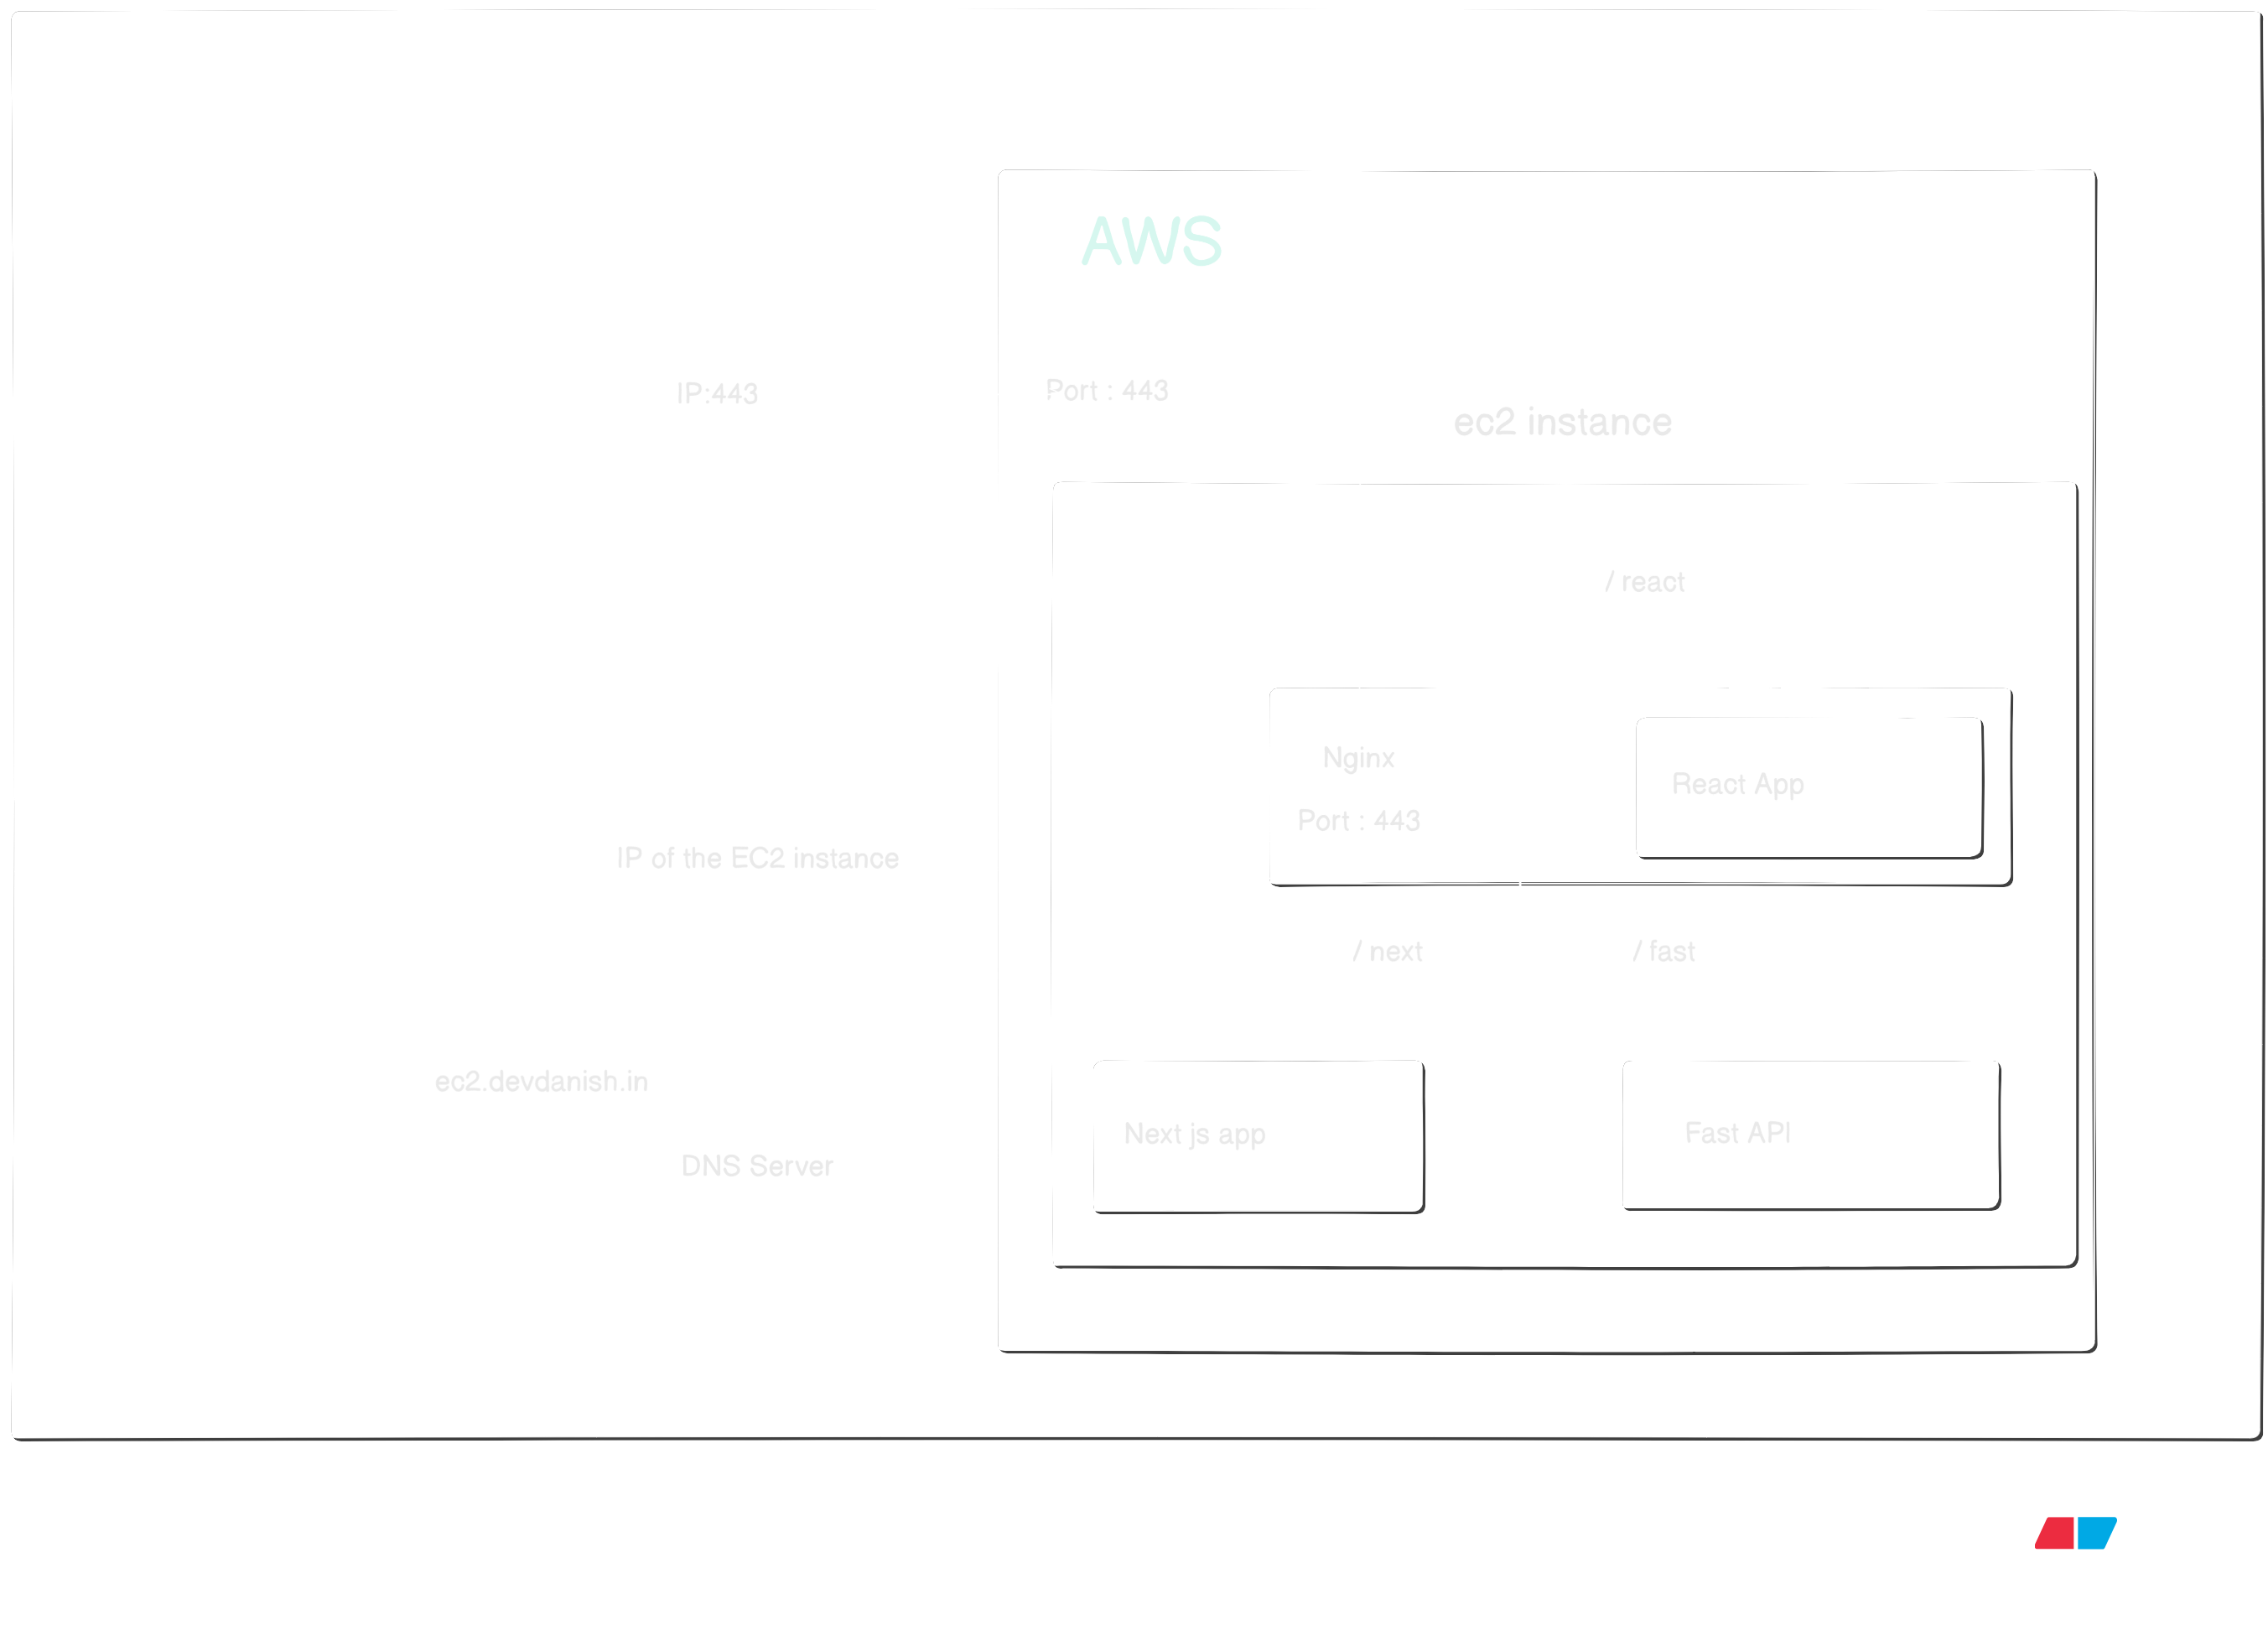 AWS
IP:443
Port : 443
ec2 instance
/ react
Nginx
React App
Port : 443
IP of the EC2 instance
/ next
/ fast
ec2.devdanish.in
Next js app
Fast API
DNS Server